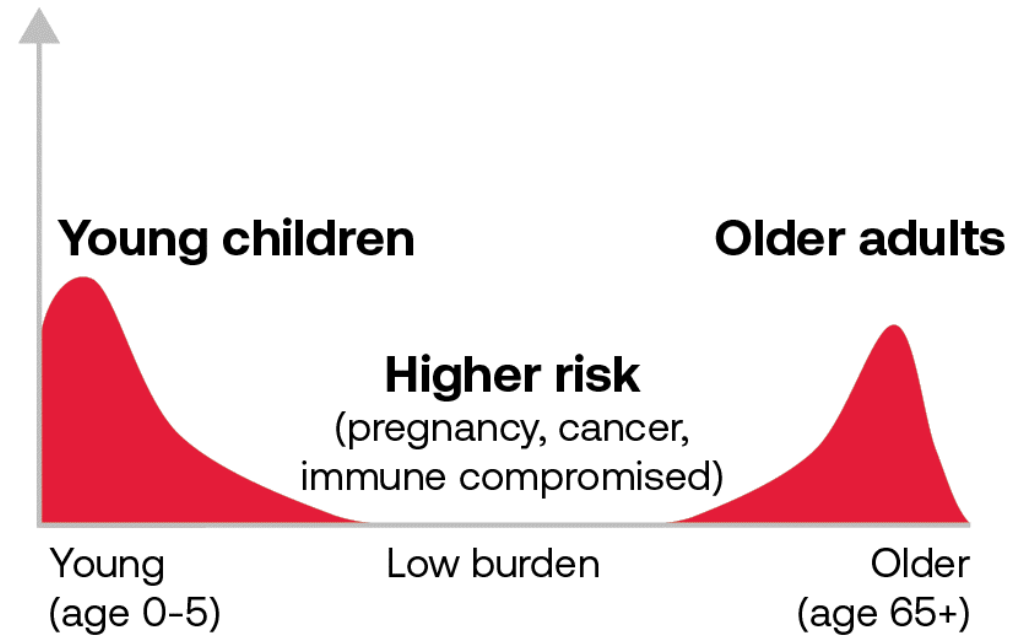 Young children
Older adults
Higher risk
(pregnancy, cancer,
immune compromised)
Young
(age 0-5)
Low burden
Older
(age 65+)